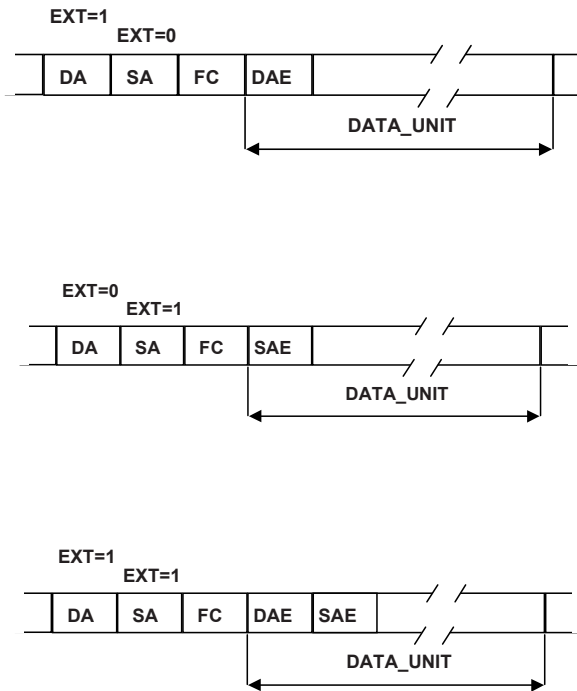 EXT=1
EXT=0
DA SA FC DAE
DATA_UNIT
EXT=0
EXT=1
DA SA FC SAE
DATA_UNIT
EXT=1
EXT=1
DA SA FC DAE SAE
DATA_UNIT